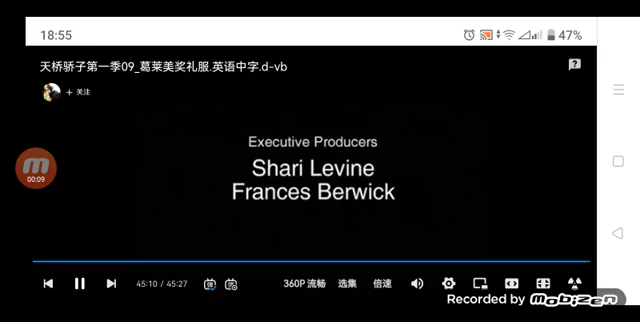 18:55
47%
天桥骄子第一季09_葛莱美奖礼服.英语中字.d-vb
+ 关注
Executive Producers
Shari Levine
Frances Berwick
00:09
45:10 / 45:27
360P 流畅
选集
倍速
Recorded by Mobizen